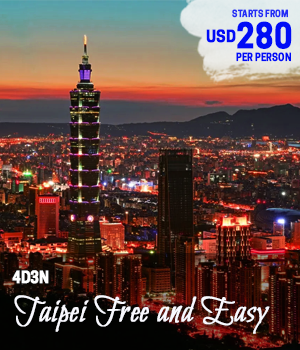 STARTS FROM
USD280
PER PERSON
4D3N
Taipei Free and Easy